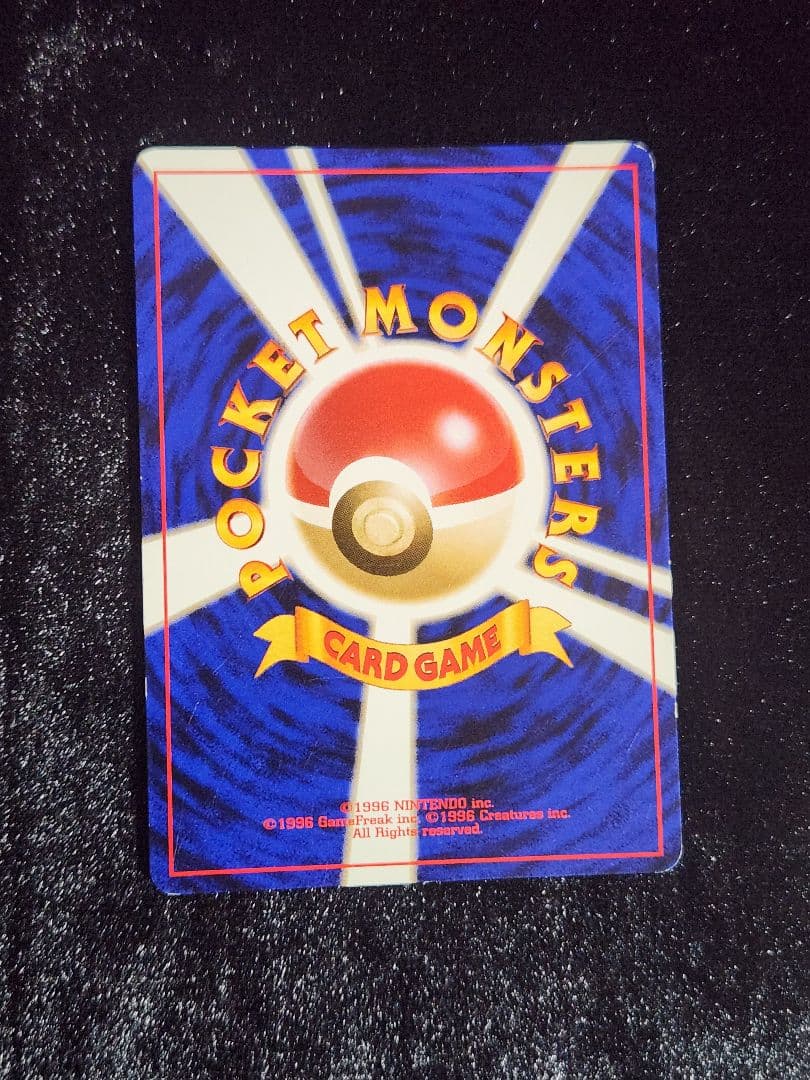 POCKET MONSTERS
CARD GAME
©1996 NINTENDO inc.
©1996 GameFreak inc. ©1996 Creatures inc.
All Rights reserved.